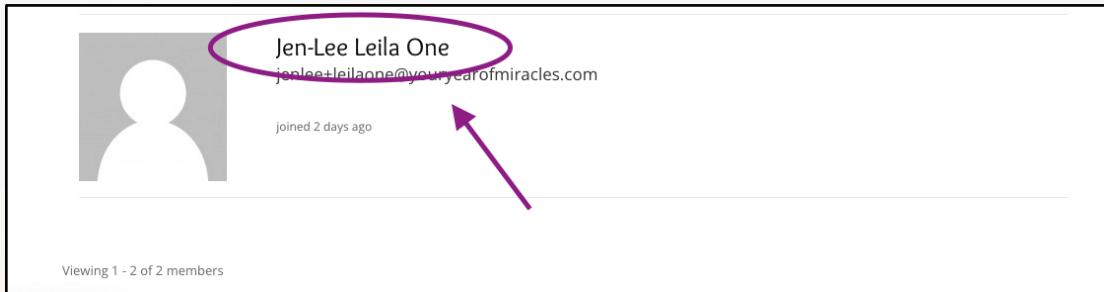 Jen-Lee Leila One
jenlee+leilaone@youryearofmiracles.com
joined 2 days ago
Viewing 1 - 2 of 2 members